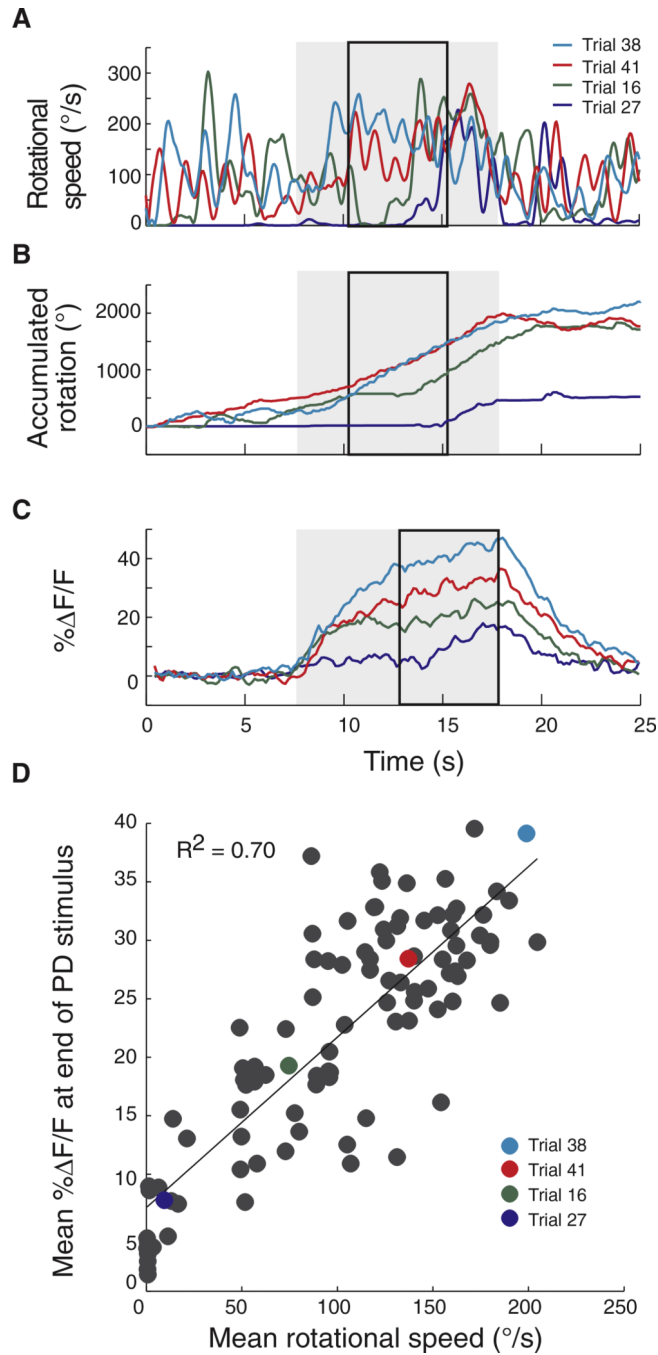 A
Rotational
speed (°/s)
300
200
100
0
Trial 38
Trial 41
Trial 16
Trial 27
B
Accumulated
rotation (°)
2000
1000
0
C
%ΔF/F
40
20
0
0 5 10 15 20 25
Time (s)
D
Mean %ΔF/F at end of PD stimulus
40
35
30
25
20
15
10
5
0
R² = 0.70
Trial 38
Trial 41
Trial 16
Trial 27
0 50 100 150 200 250
Mean rotational speed (°/s)